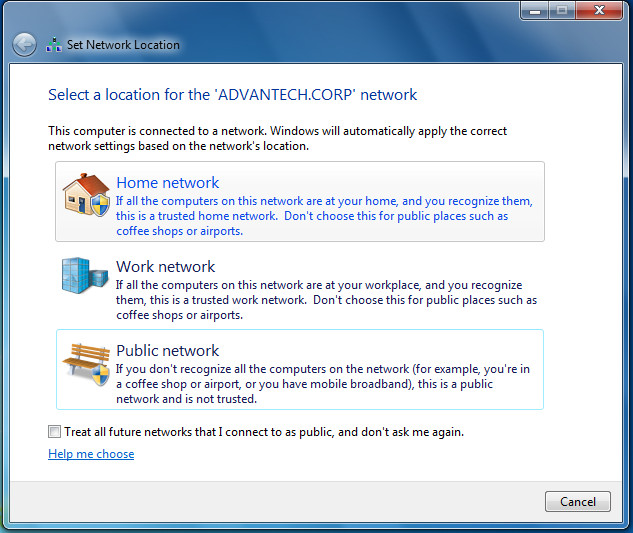 Set Network Location
Select a location for the 'ADVANTECH.CORP' network
This computer is connected to a network. Windows will automatically apply the correct
network settings based on the network's location.
Home network
If all the computers on this network are at your home, and you recognize them,
this is a trusted home network.  Don't choose this for public places such as
coffee shops or airports.
Work network
If all the computers on this network are at your workplace, and you recognize
them, this is a trusted work network.  Don't choose this for public places such as
coffee shops or airports.
Public network
If you don't recognize all the computers on the network (for example, you're in
a coffee shop or airport, or you have mobile broadband), this is a public
network and is not trusted.
Treat all future networks that I connect to as public, and don't ask me again.
Help me choose
Cancel